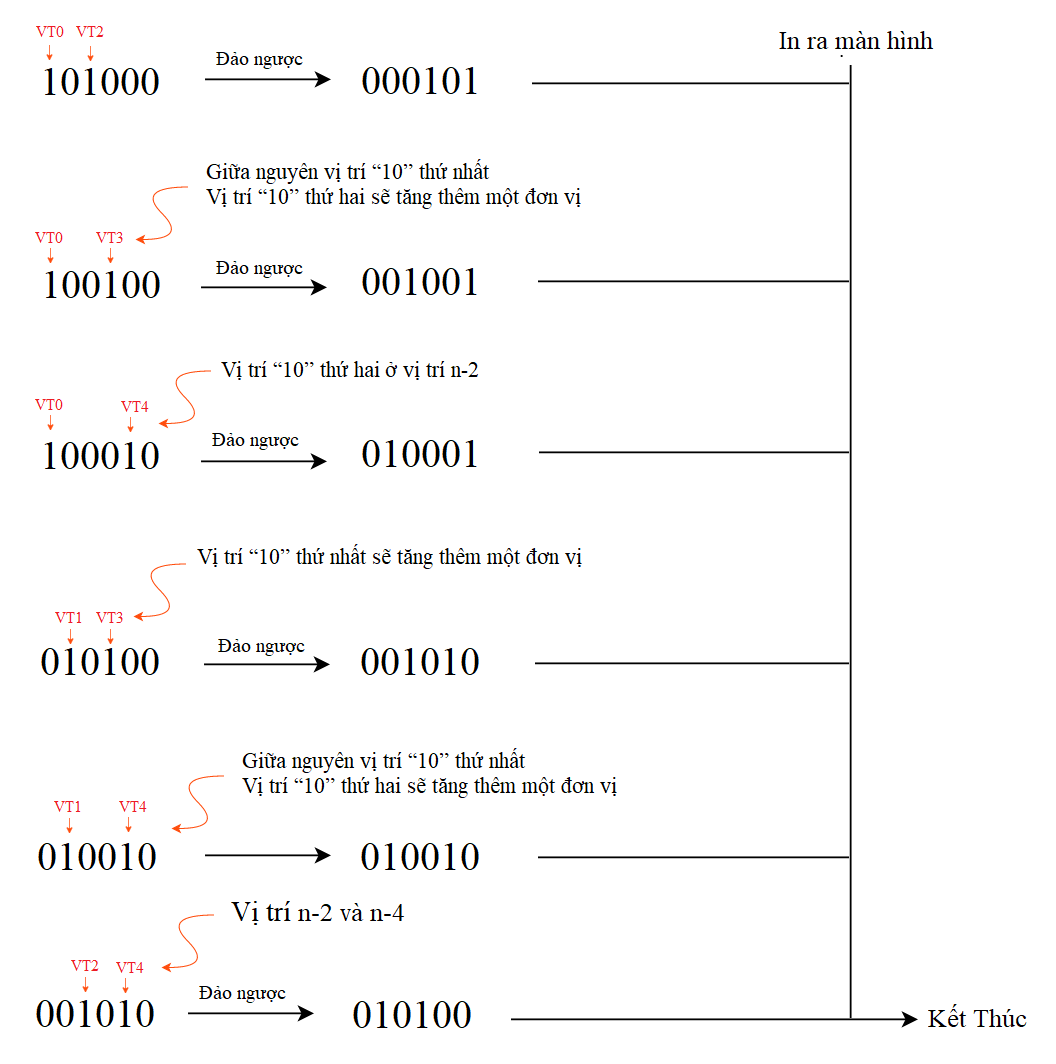 VT0 VT2
In ra màn hình
101000
Đảo ngược
000101
Giữa nguyên vị trí “10” thứ nhất
Vị trí “10” thứ hai sẽ tăng thêm một đơn vị
VT0 VT3
100100
Đảo ngược
001001
Vị trí “10” thứ hai ở vị trí n-2
VT0 VT4
100010
Đảo ngược
010001
Vị trí “10” thứ nhất sẽ tăng thêm một đơn vị
VT1 VT3
010100
Đảo ngược
001010
Giữa nguyên vị trí “10” thứ nhất
Vị trí “10” thứ hai sẽ tăng thêm một đơn vị
VT1 VT4
010010
010010
Vị trí n-2 và n-4
VT2 VT4
001010
Đảo ngược
010100
Kết Thúc